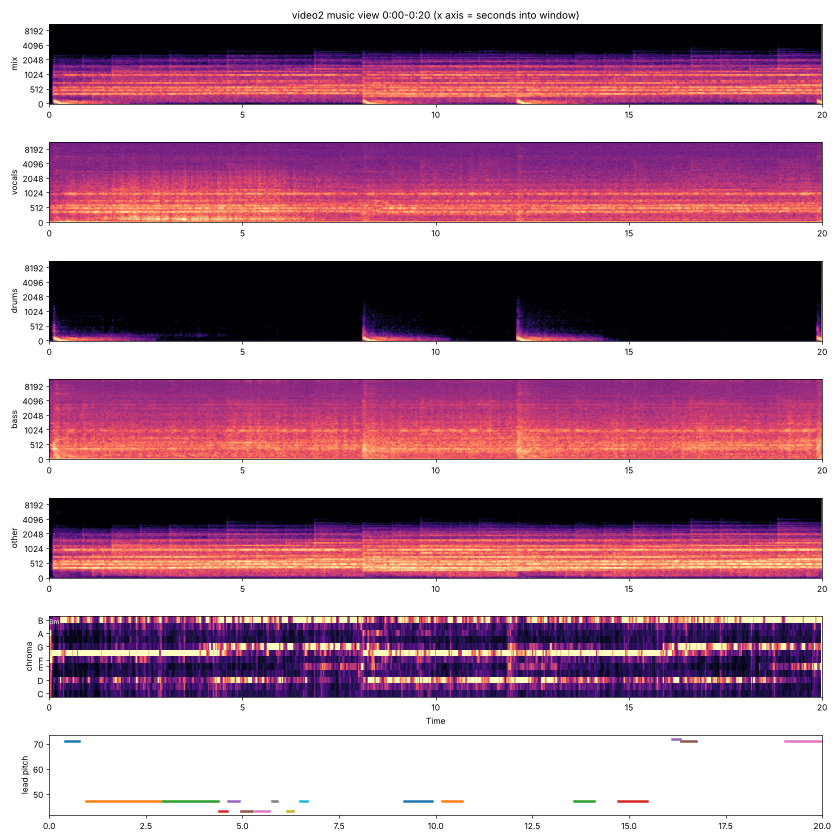 video2 music view 0:00-0:20 (x axis = seconds into window)
mix
8192
4096
2048
1024
512
0
0 5 10 15 20
vocals
8192
4096
2048
1024
512
0
0 5 10 15 20
drums
8192
4096
2048
1024
512
0
0 5 10 15 20
bass
8192
4096
2048
1024
512
0
0 5 10 15 20
other
8192
4096
2048
1024
512
0
0 5 10 15 20
chroma
Bm
B
A
G
E
D
C
Time
lead pitch
70
60
50
0.0 2.5 5.0 7.5 10.0 12.5 15.0 17.5 20.0